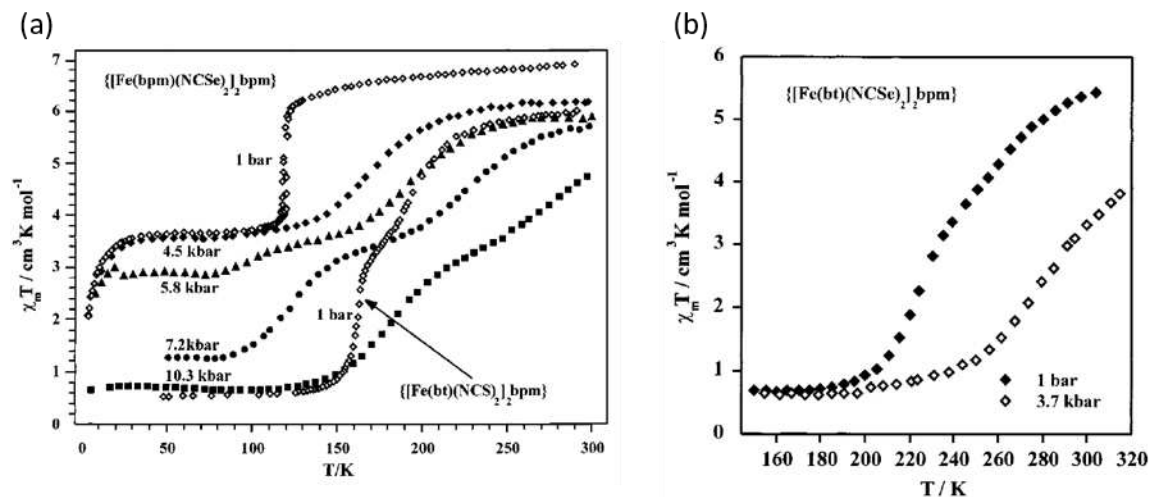 (a)
7
6
5
4
3
2
1
0
χₘT / cm³ K mol⁻¹
{[Fe(bpm)(NCSe)₂]₂bpm}
1 bar
4.5 kbar
5.8 kbar
1 bar
7.2kbar
10.3 kbar
{[Fe(bt)(NCS)₂]₂bpm}
0 50 100 150 200 250 300
T/K
(b)
6
5
4
3
2
1
0
χₘT / cm³ K mol⁻¹
{[Fe(bt)(NCSe)₂]₂bpm}
1 bar
3.7 kbar
160 180 200 220 240 260 280 300 320
T / K